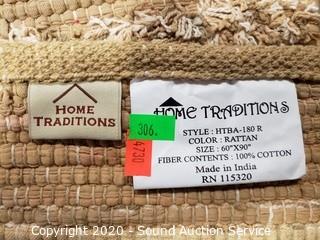 HOME
TRADITIONS
306.
4730
HOME TRADITIONS
STYLE : HTBA-180 R
COLOR : RATTAN
SIZE : 60"X90"
FIBER CONTENTS : 100% COTTON
Made in India
RN 115320
Copyright 2020 - Sound Auction Service